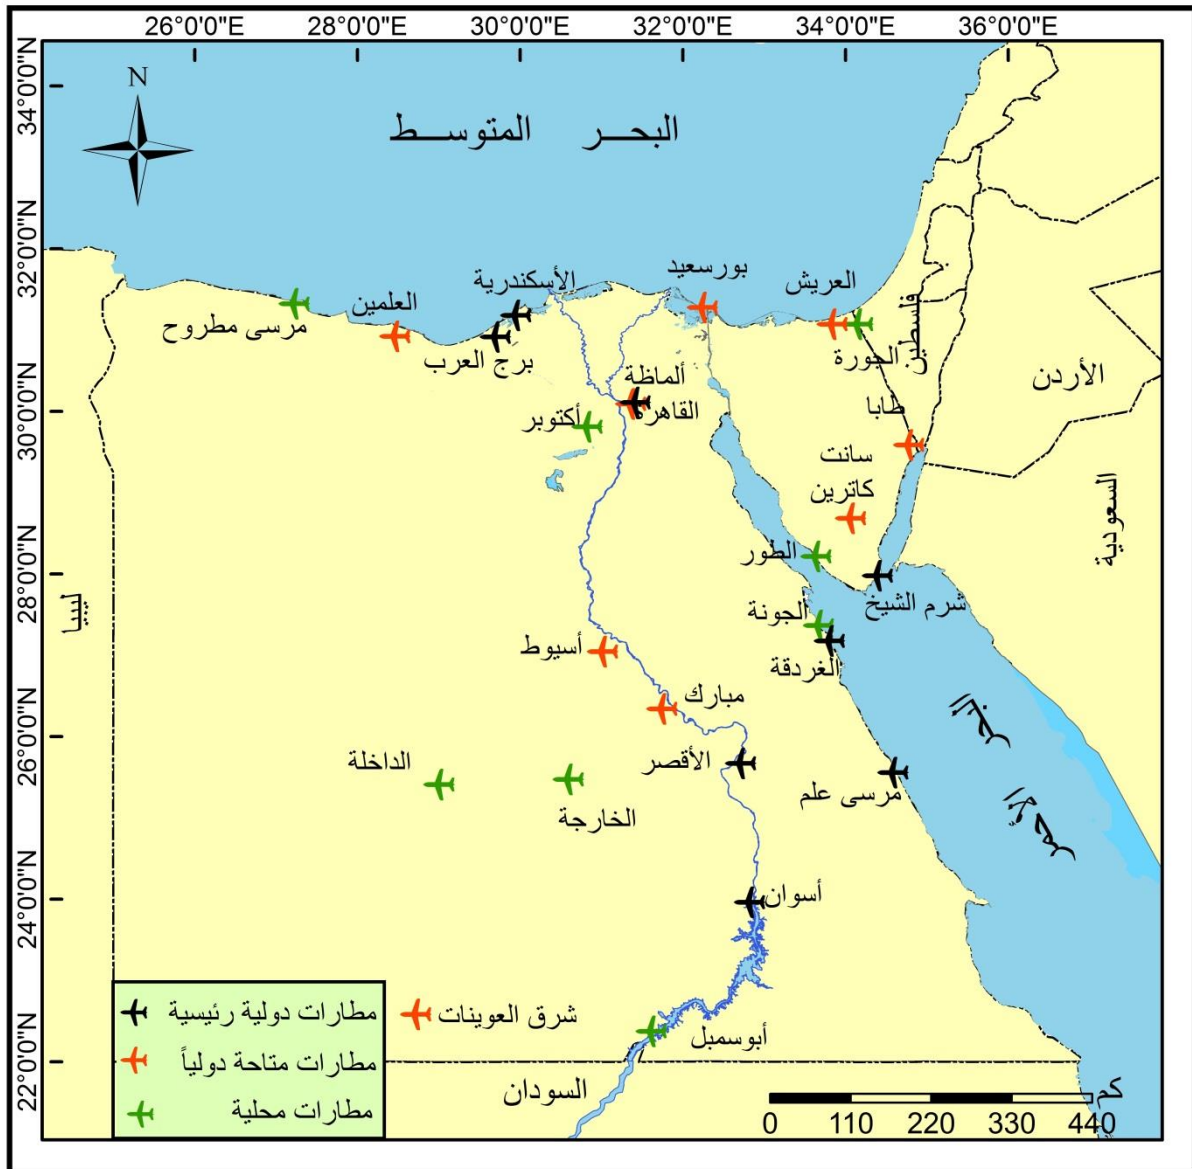 26°0'0"E 28°0'0"E 30°0'0"E 32°0'0"E 34°0'0"E 36°0'0"E
34°0'0"N
32°0'0"N
30°0'0"N
28°0'0"N
26°0'0"N
24°0'0"N
22°0'0"N
N
البحـــر المتوســـط
الأسكندرية
بورسعيد
العريش
العلمين
مرسى مطروح
برج العرب
الجورة
فلسطين
الأردن
ألماظة
القاهرة
أكتوبر
طابا
سانت
كاترين
السعودية
الطور
شرم الشيخ
الجونة
الغردقة
ليبيا
أسيوط
مبارك
البحر
الأحمر
الأقصر
مرسى علم
الداخلة
الخارجة
أسوان
شرق العوينات
أبوسمبل
السودان
مطارات دولية رئيسية
مطارات متاحة دولياً
مطارات محلية
كم
0 110 220 330 440